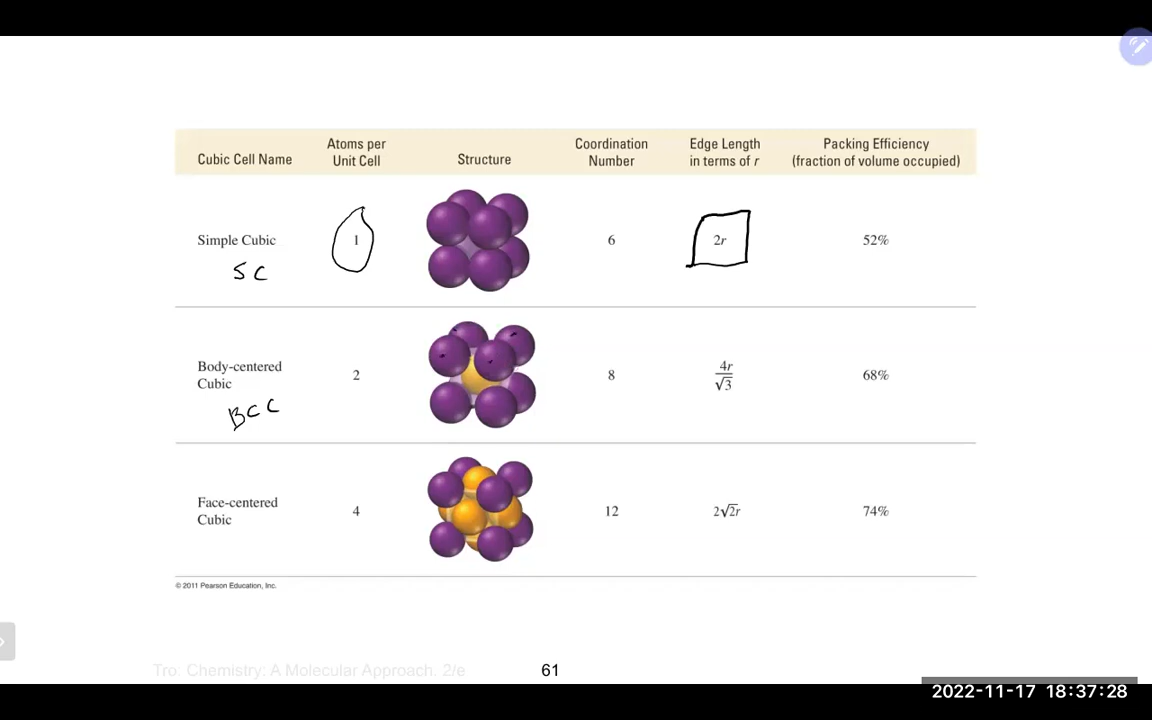 Atoms per Coordination Edge Length Packing Efficiency
Cubic Cell Name Unit Cell Structure Number in terms of r (fraction of volume occupied)
Simple Cubic 1 6 2r 52%
SC
Body-centered
Cubic 2 8 4r/√3 68%
BCC
Face-centered
Cubic 4 12 2√2r 74%
© 2011 Pearson Education, Inc.
Tro: Chemistry: A Molecular Approach, 2/e 61
2022-11-17 18:37:28